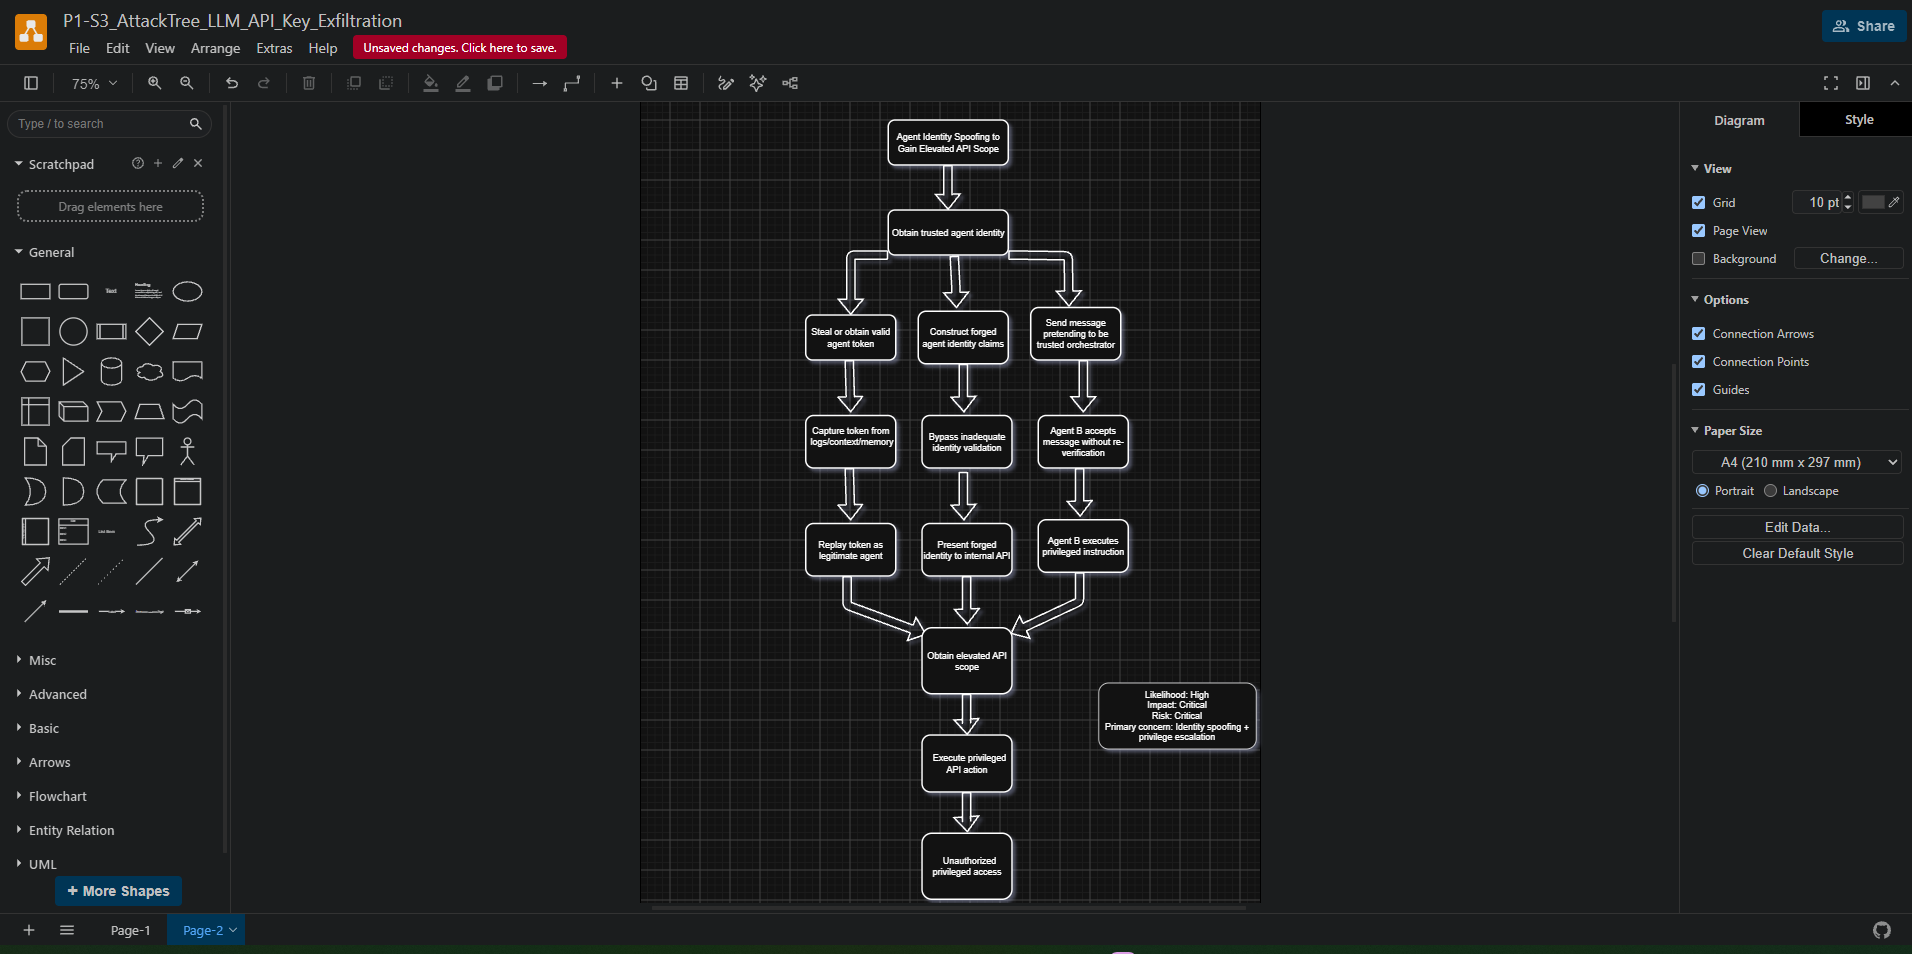 P1-S3_AttackTree_LLM_API_Key_Exfiltration
File Edit View Arrange Extras Help
Unsaved changes. Click here to save.
Share
75%
Type / to search
Scratchpad
Drag elements here
General
Text
Heading
List Item
Misc
Advanced
Basic
Arrows
Flowchart
Entity Relation
UML
+ More Shapes
Agent Identity Spoofing to
Gain Elevated API Scope
Obtain trusted agent identity
Steal or obtain valid
agent token
Construct forged
agent identity claims
Send message
pretending to be
trusted orchestrator
Capture token from
logs/context/memory
Bypass inadequate
identity validation
Agent B accepts
message without re-
verification
Replay token as
legitimate agent
Present forged
identity to internal API
Agent B executes
privileged instruction
Obtain elevated API
scope
Likelihood: High
Impact: Critical
Risk: Critical
Primary concern: Identity spoofing +
privilege escalation
Execute privileged
API action
Unauthorized
privileged access
Diagram
Style
View
Grid
10 pt
Page View
Background
Change...
Options
Connection Arrows
Connection Points
Guides
Paper Size
A4 (210 mm x 297 mm)
Portrait
Landscape
Edit Data...
Clear Default Style
Page-1
Page-2